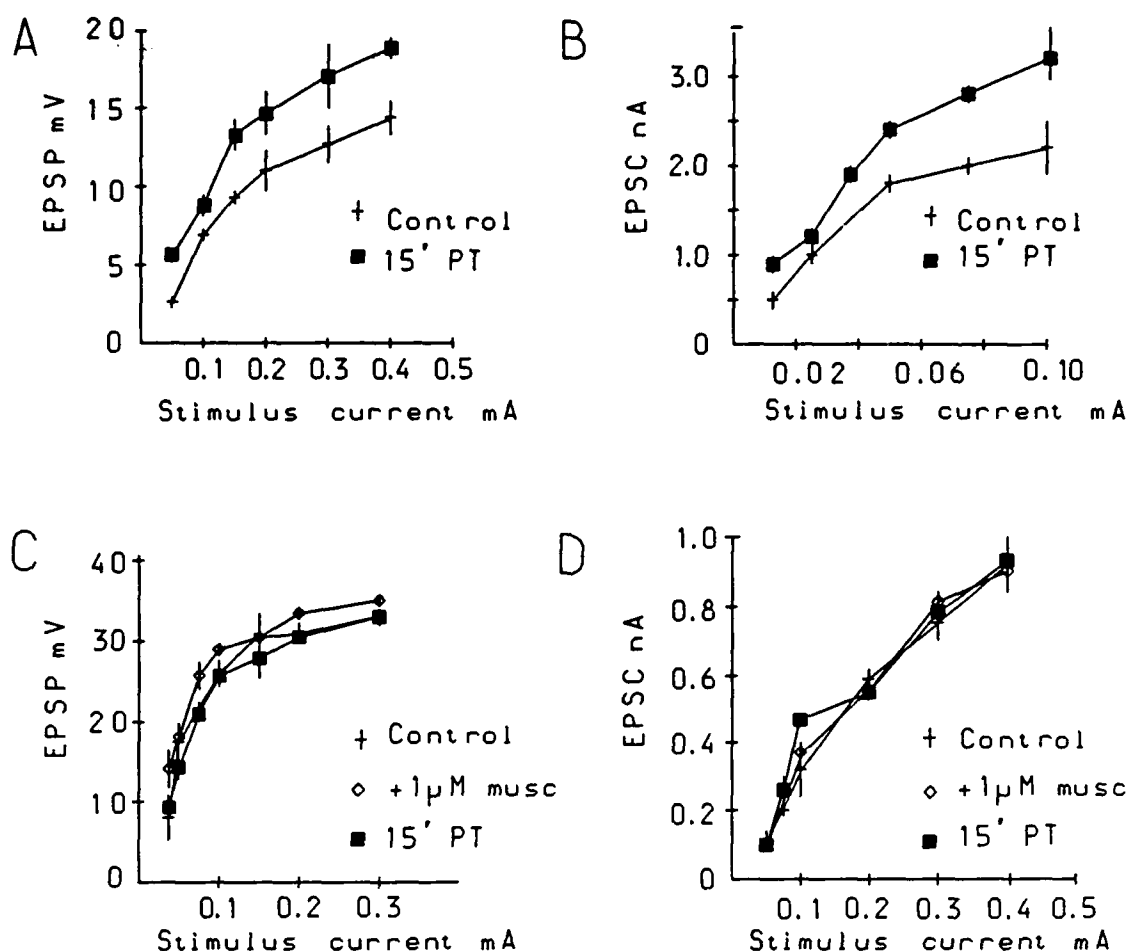 A
EPSP mV
20
15
10
5
0
+ Control
■ 15' PT
0.1 0.2 0.3 0.4 0.5
Stimulus current mA
B
EPSC nA
3.0
2.0
1.0
0
+ Control
■ 15' PT
0.02 0.06 0.10
Stimulus current mA
C
EPSP mV
40
30
20
10
0
+ Control
◇ +1µM musc
■ 15' PT
0.1 0.2 0.3
Stimulus current mA
D
EPSC nA
1.0
0.8
0.6
0.4
0.2
0
+ Control
◇ +1µM musc
■ 15' PT
0.1 0.2 0.3 0.4 0.5
Stimulus current mA